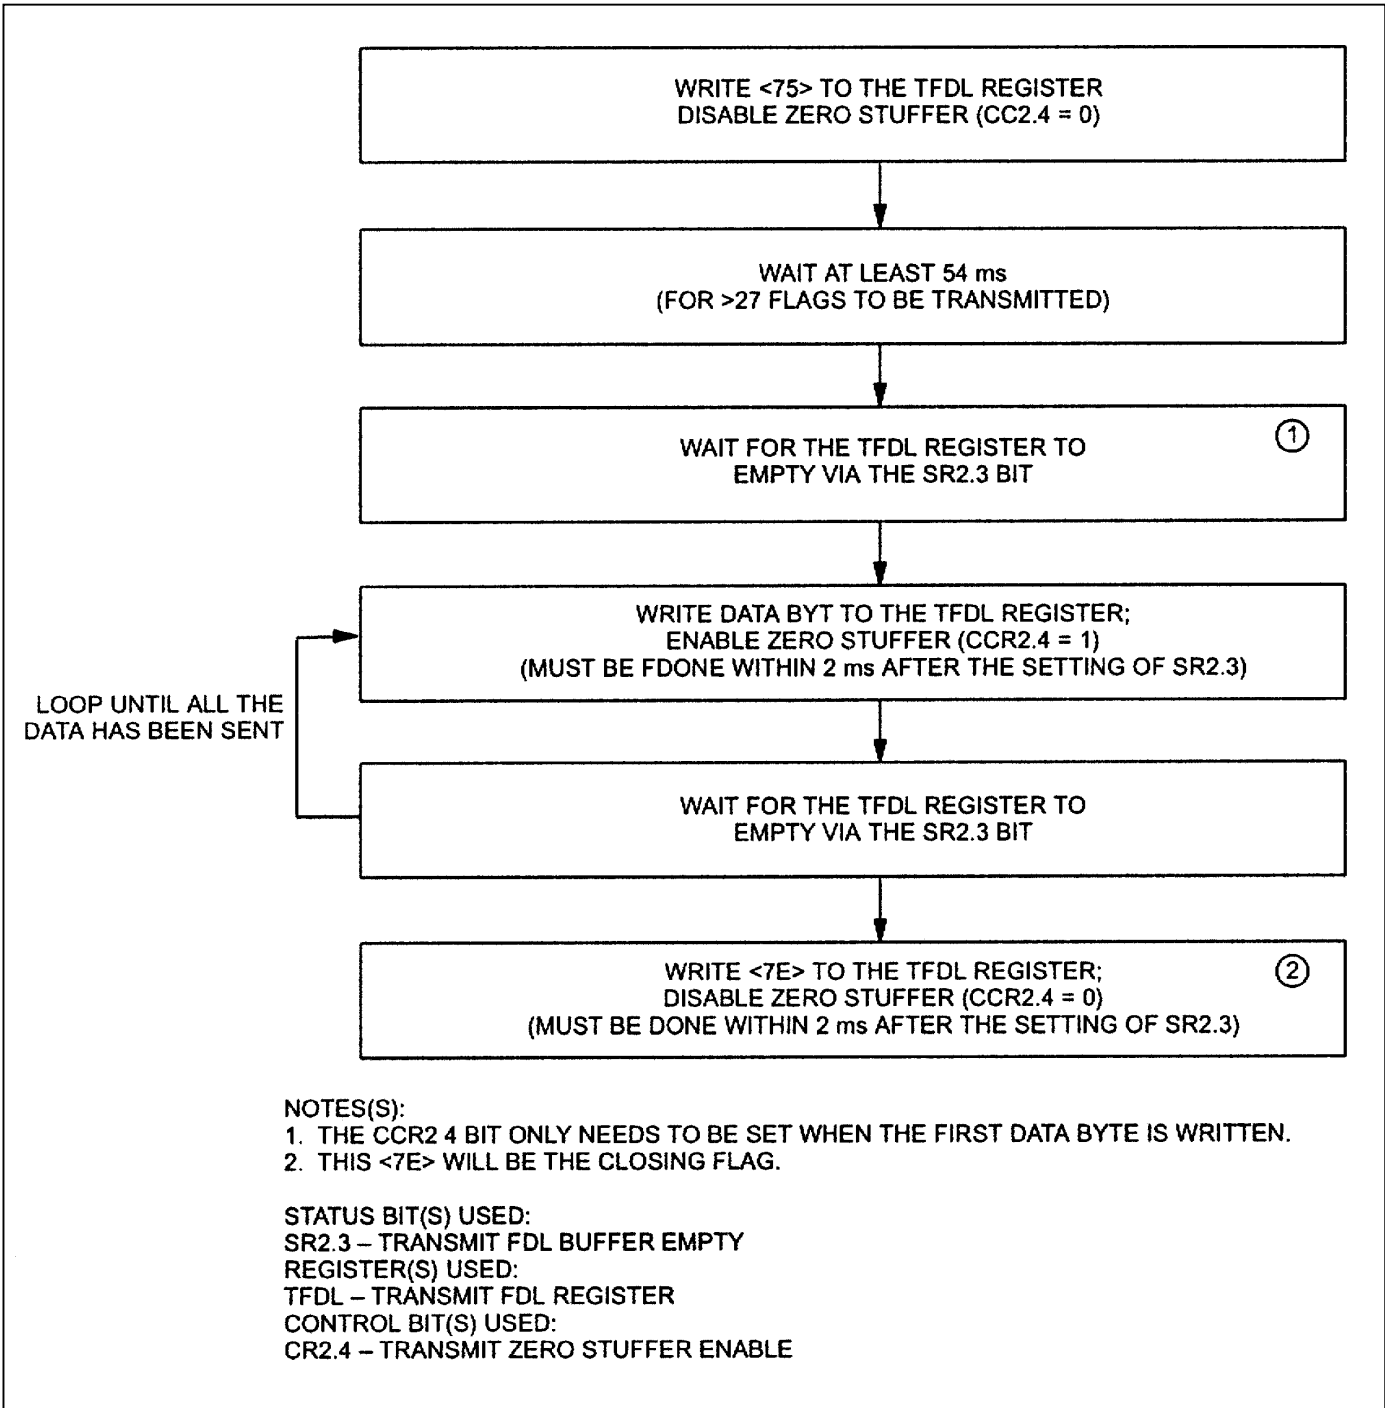 WRITE <75> TO THE TFDL REGISTER
DISABLE ZERO STUFFER (CC2.4 = 0)
WAIT AT LEAST 54 ms
(FOR >27 FLAGS TO BE TRANSMITTED)
1
WAIT FOR THE TFDL REGISTER TO
EMPTY VIA THE SR2.3 BIT
WRITE DATA BYT TO THE TFDL REGISTER;
ENABLE ZERO STUFFER (CCR2.4 = 1)
(MUST BE FDONE WITHIN 2 ms AFTER THE SETTING OF SR2.3)
LOOP UNTIL ALL THE
DATA HAS BEEN SENT
WAIT FOR THE TFDL REGISTER TO
EMPTY VIA THE SR2.3 BIT
2
WRITE <7E> TO THE TFDL REGISTER;
DISABLE ZERO STUFFER (CCR2.4 = 0)
(MUST BE DONE WITHIN 2 ms AFTER THE SETTING OF SR2.3)
NOTES(S):
1. THE CCR2 4 BIT ONLY NEEDS TO BE SET WHEN THE FIRST DATA BYTE IS WRITTEN.
2. THIS <7E> WILL BE THE CLOSING FLAG.
STATUS BIT(S) USED:
SR2.3 – TRANSMIT FDL BUFFER EMPTY
REGISTER(S) USED:
TFDL – TRANSMIT FDL REGISTER
CONTROL BIT(S) USED:
CR2.4 – TRANSMIT ZERO STUFFER ENABLE